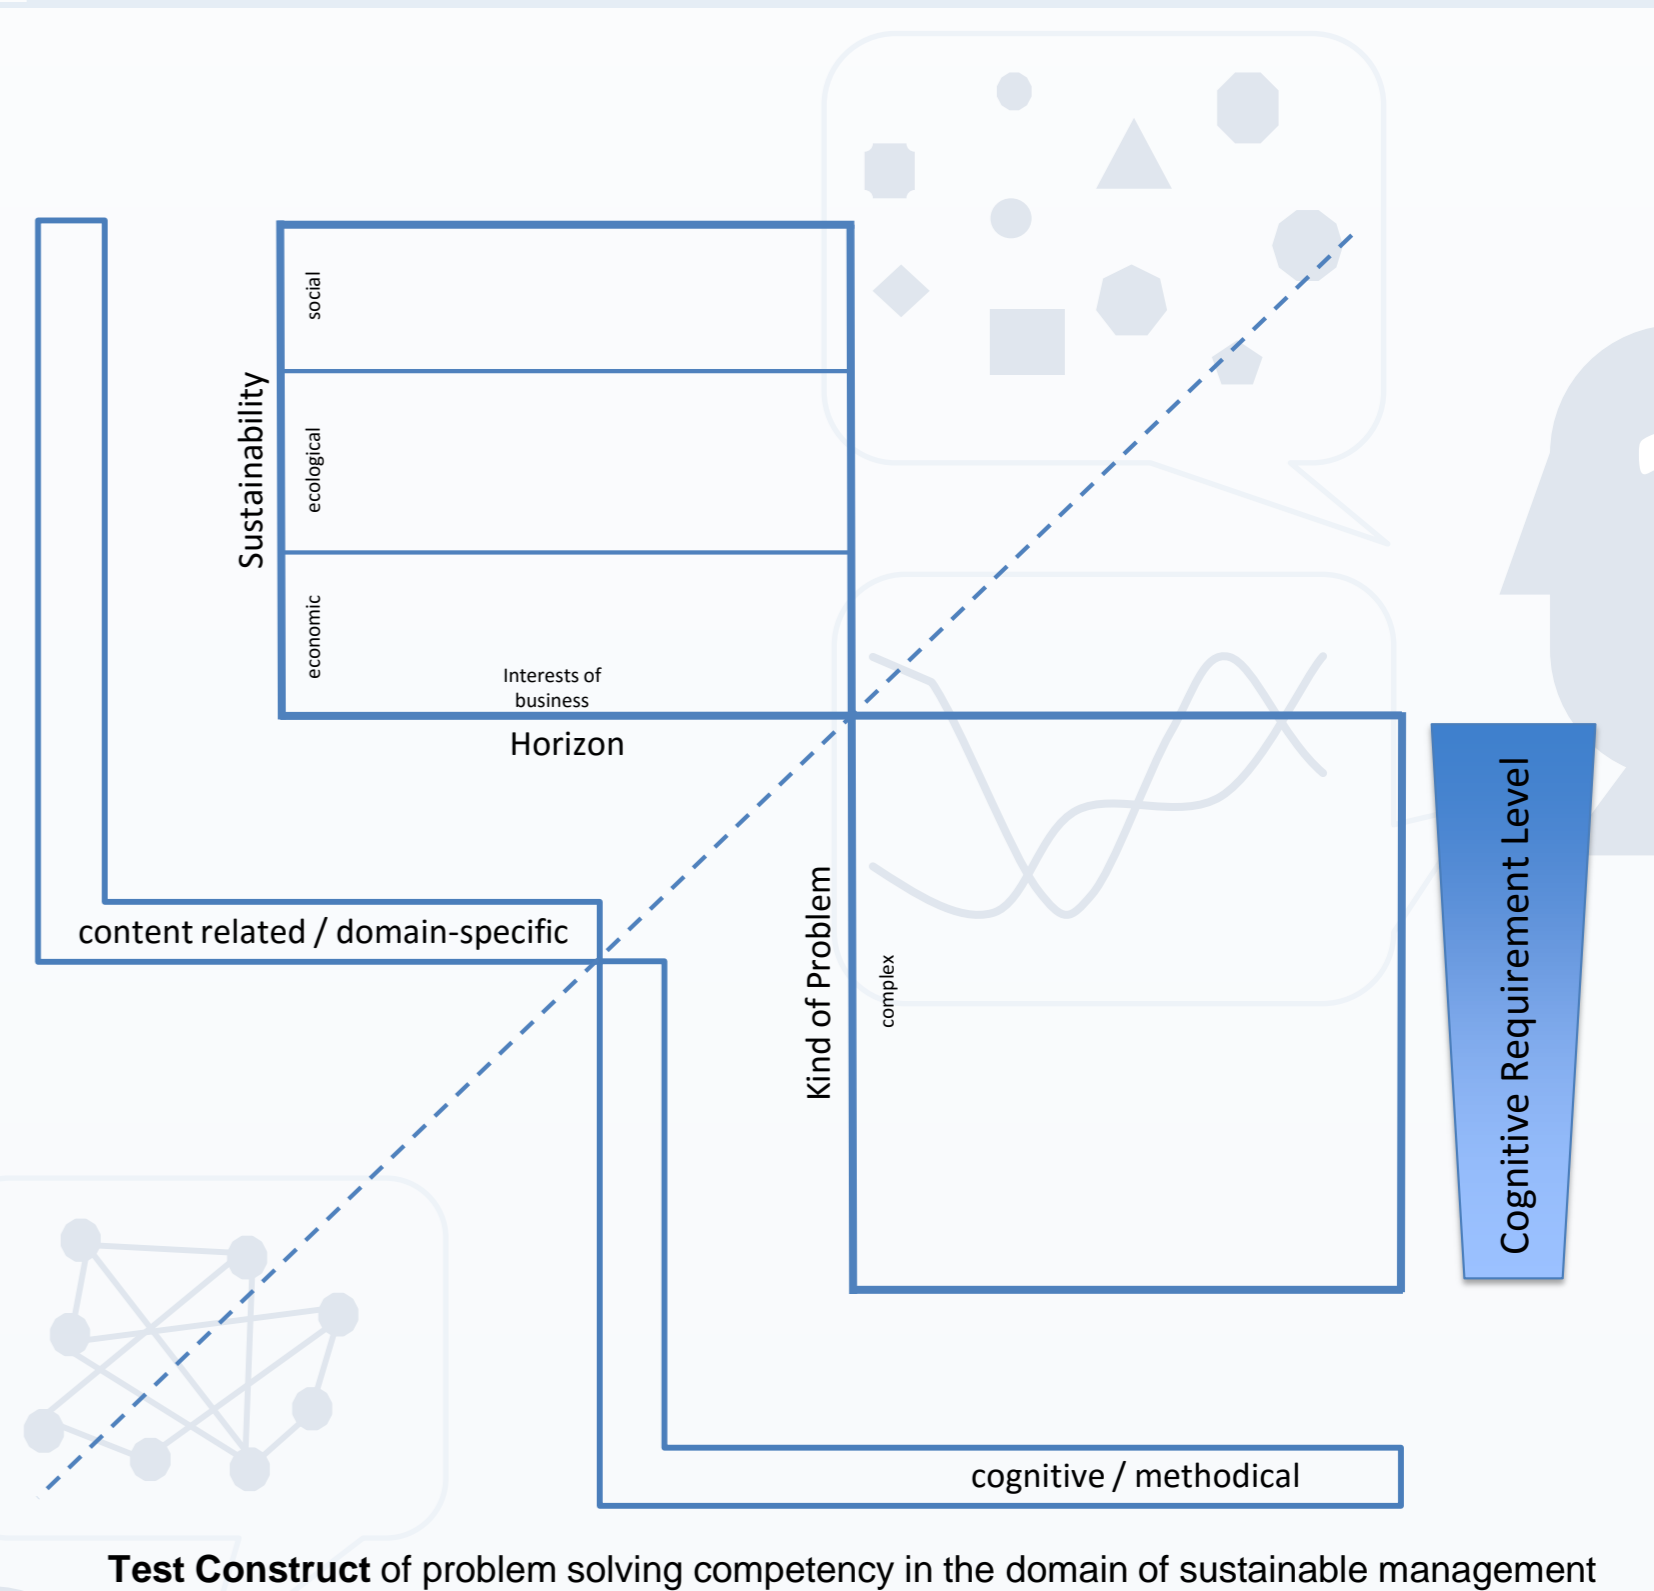 Sustainability
social
ecological
economic
Interests of
business
Horizon
content related / domain-specific
Kind of Problem
complex
Cognitive Requirement Level
cognitive / methodical
Test Construct of problem solving competency in the domain of sustainable management